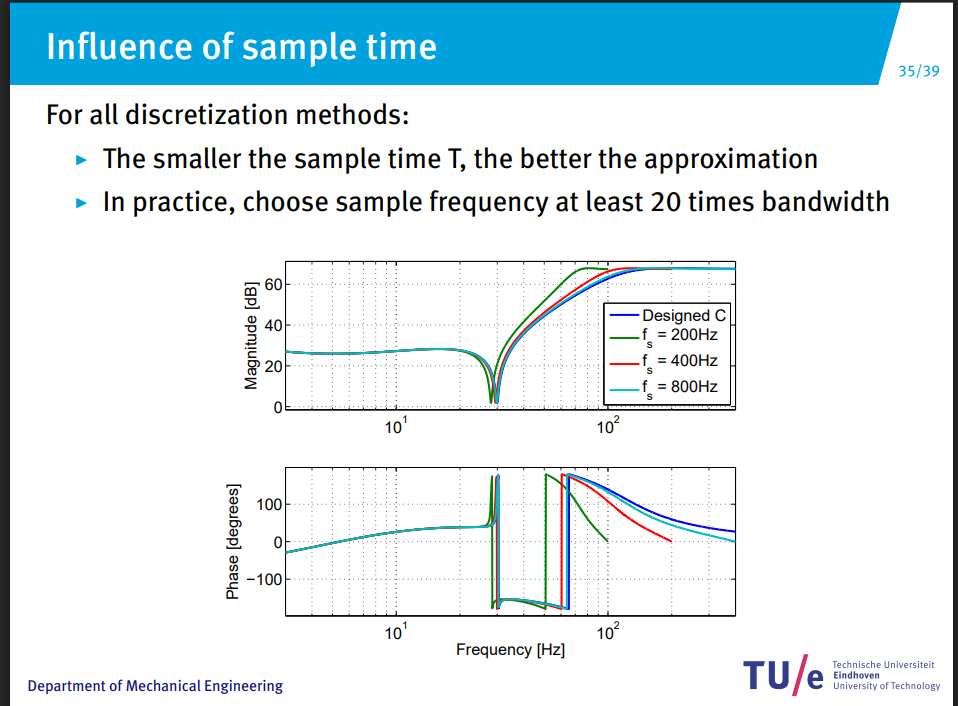 Influence of sample time
35/39
For all discretization methods:
► The smaller the sample time T, the better the approximation
► In practice, choose sample frequency at least 20 times bandwidth
Magnitude [dB]
60
40
20
0
10^1
10^2
Designed C
f_s = 200Hz
f_s = 400Hz
f_s = 800Hz
Phase [degrees]
100
0
−100
10^1
10^2
Frequency [Hz]
Department of Mechanical Engineering
TU/e
Technische Universiteit
Eindhoven
University of Technology